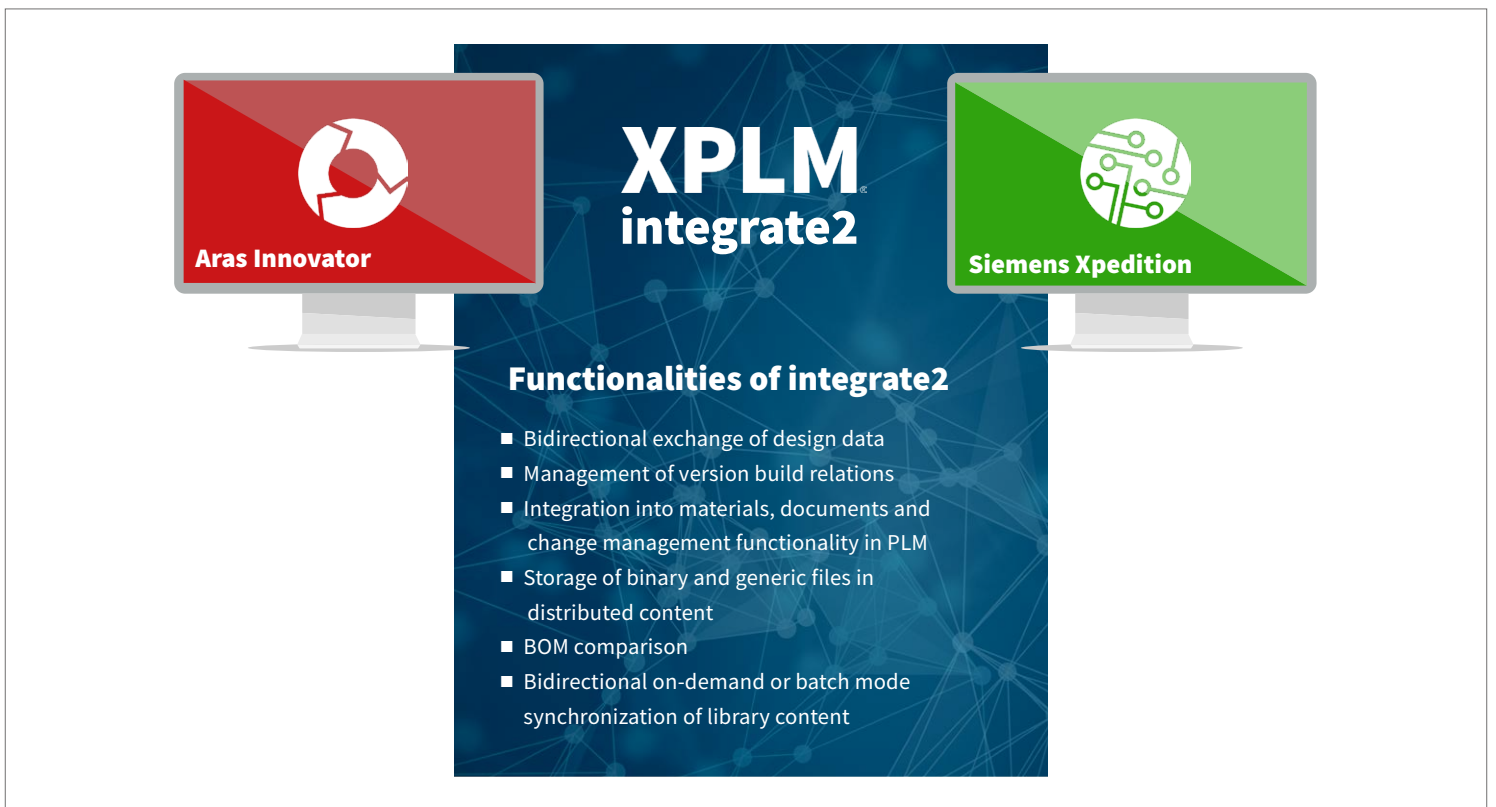 XPLM
integrate2
Aras Innovator
Siemens Xpedition
Functionalities of integrate2
■ Bidirectional exchange of design data
■ Management of version build relations
■ Integration into materials, documents and
change management functionality in PLM
■ Storage of binary and generic files in
distributed content
■ BOM comparison
■ Bidirectional on-demand or batch mode
synchronization of library content